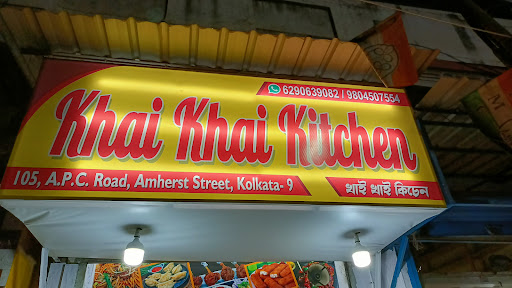 6290639082 / 9804507554
Khai Khai Kitchen
105, A.P.C. Road, Amherst Street, Kolkata- 9
খাই খাই কিচেন